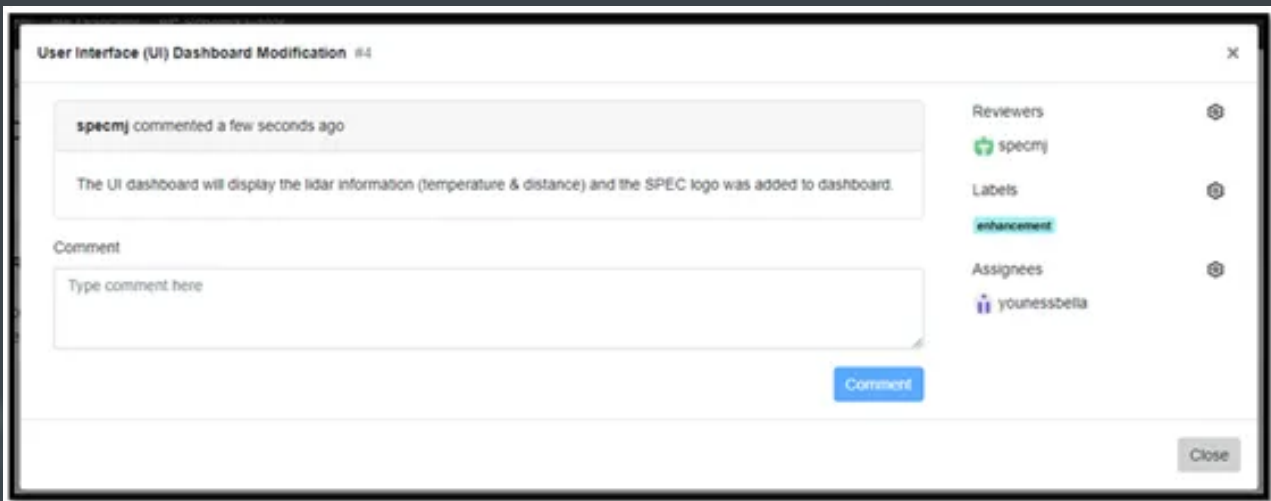 User Interface (UI) Dashboard Modification #4
×
specmj commented a few seconds ago
The UI dashboard will display the lidar information (temperature & distance) and the SPEC logo was added to dashboard.
Comment
Type comment here
Comment
Reviewers
specmj
Labels
enhancement
Assignees
younessbella
Close